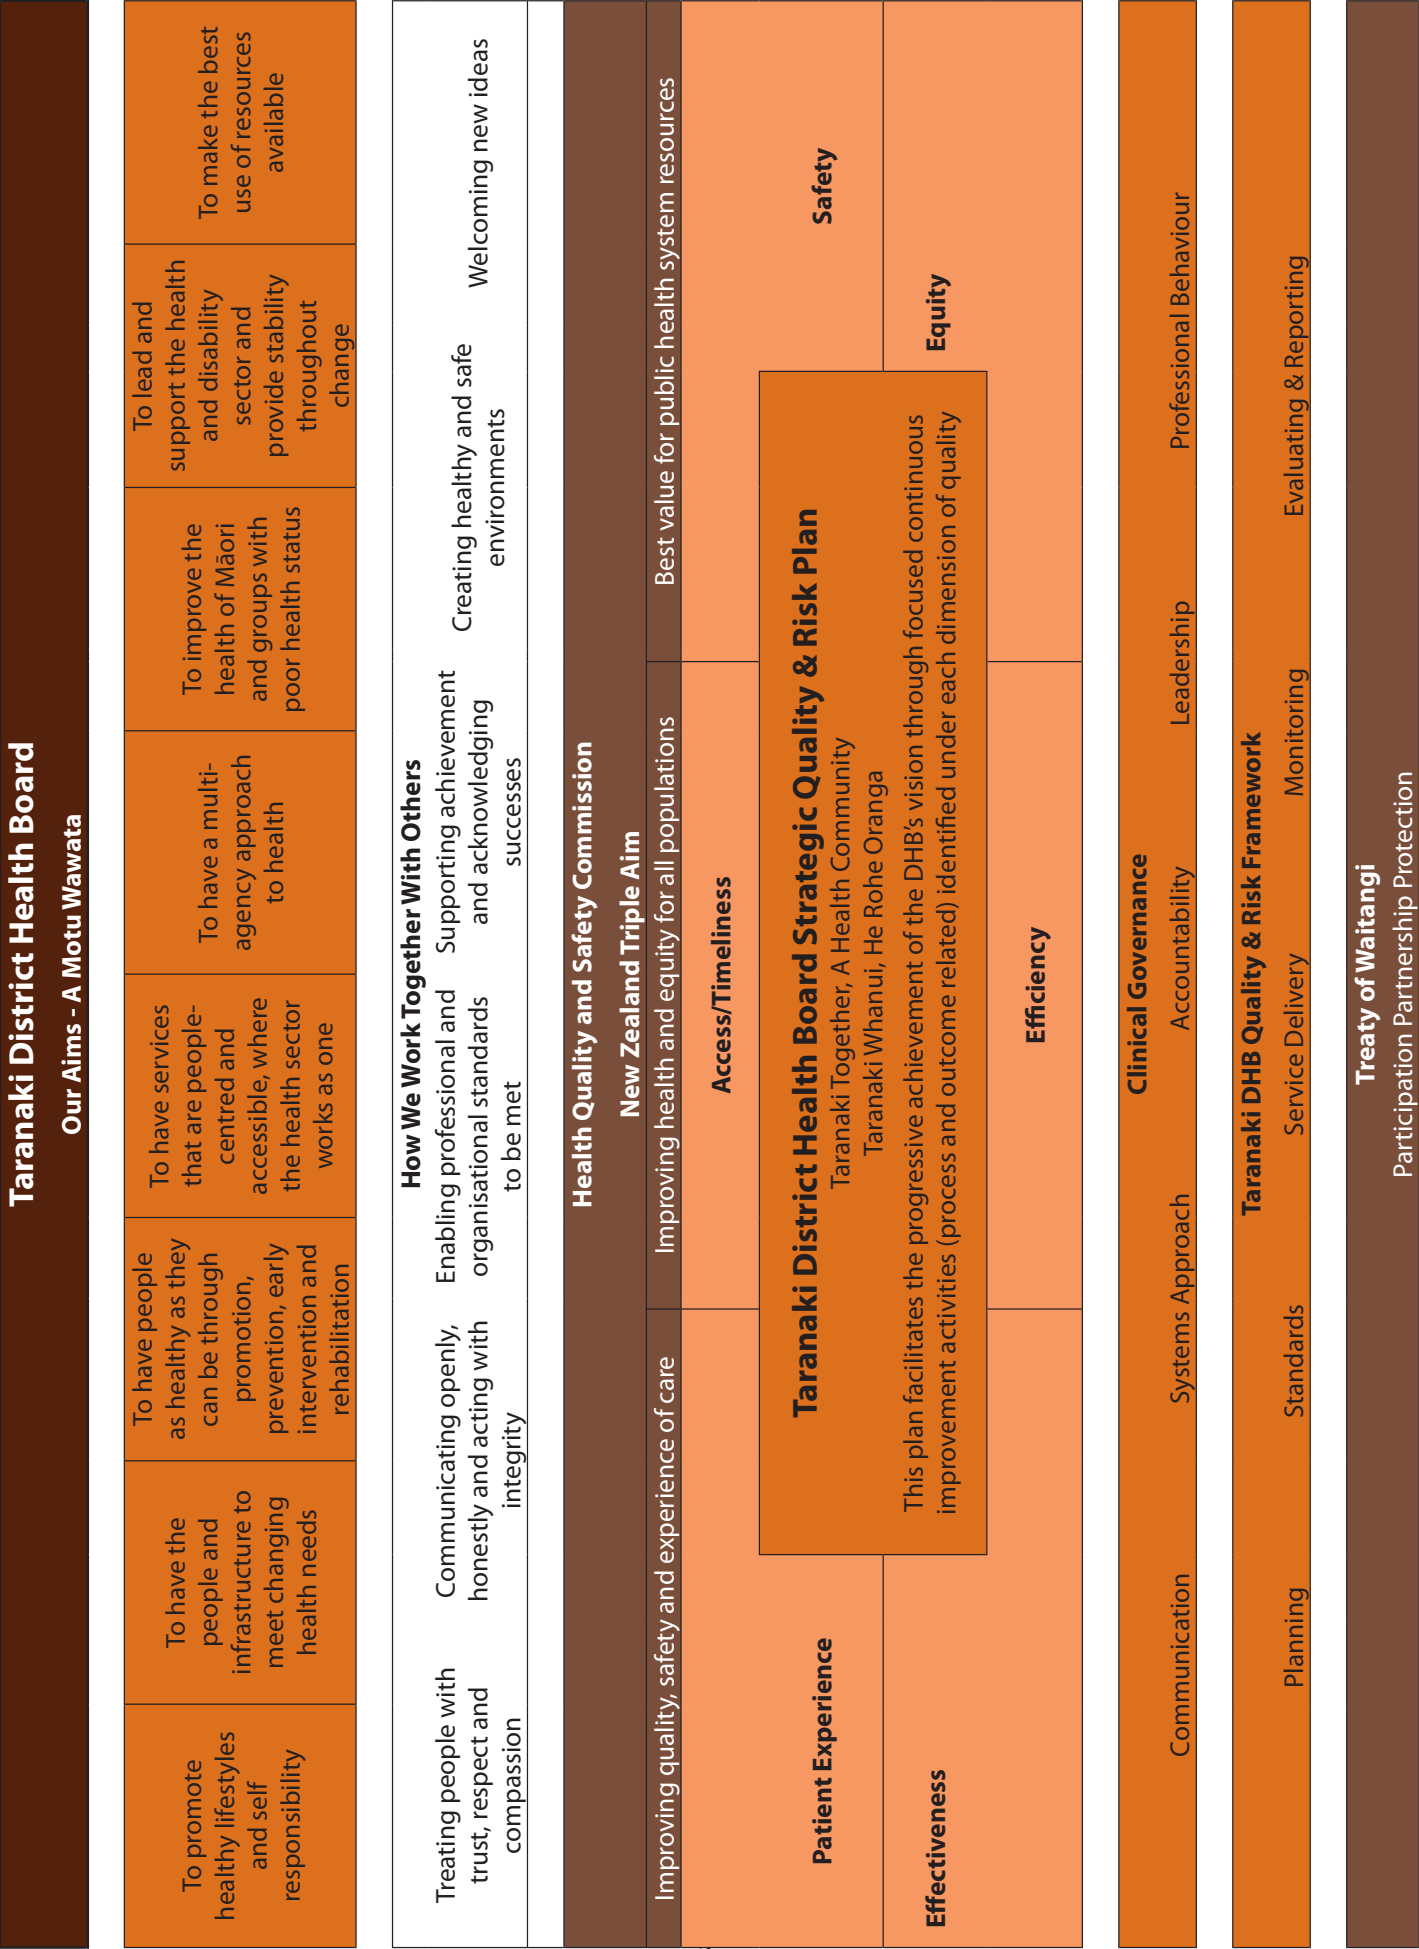 Taranaki District Health Board
Our Aims - A Motu Wawata
To promote
healthy lifestyles
and self
responsibility
To have the
people and
infrastructure to
meet changing
health needs
To have people
as healthy as they
can be through
promotion,
prevention, early
intervention and
rehabilitation
To have services
that are people-
centred and
accessible, where
the health sector
works as one
To have a multi-
agency approach
to health
To improve the
health of Māori
and groups with
poor health status
To lead and
support the health
and disability
sector and
provide stability
throughout
change
To make the best
use of resources
available
How We Work Together With Others
Treating people with
trust, respect and
compassion
Communicating openly,
honestly and acting with
integrity
Enabling professional and
organisational standards
to be met
Supporting achievement
and acknowledging
successes
Creating healthy and safe
environments
Welcoming new ideas
Health Quality and Safety Commission
New Zealand Triple Aim
Improving quality, safety and experience of care
Improving health and equity for all populations
Best value for public health system resources
Access/Timeliness
Patient Experience
Safety
Taranaki District Health Board Strategic Quality & Risk Plan
Taranaki Together, A Health Community
Taranaki Whanui, He Rohe Oranga
This plan facilitates the progressive achievement of the DHB's vision through focused continuous
improvement activities (process and outcome related) identified under each dimension of quality
Effectiveness
Equity
Efficiency
Clinical Governance
Communication
Systems Approach
Accountability
Leadership
Professional Behaviour
Taranaki DHB Quality & Risk Framework
Planning
Standards
Service Delivery
Monitoring
Evaluating & Reporting
Treaty of Waitangi
Participation Partnership Protection